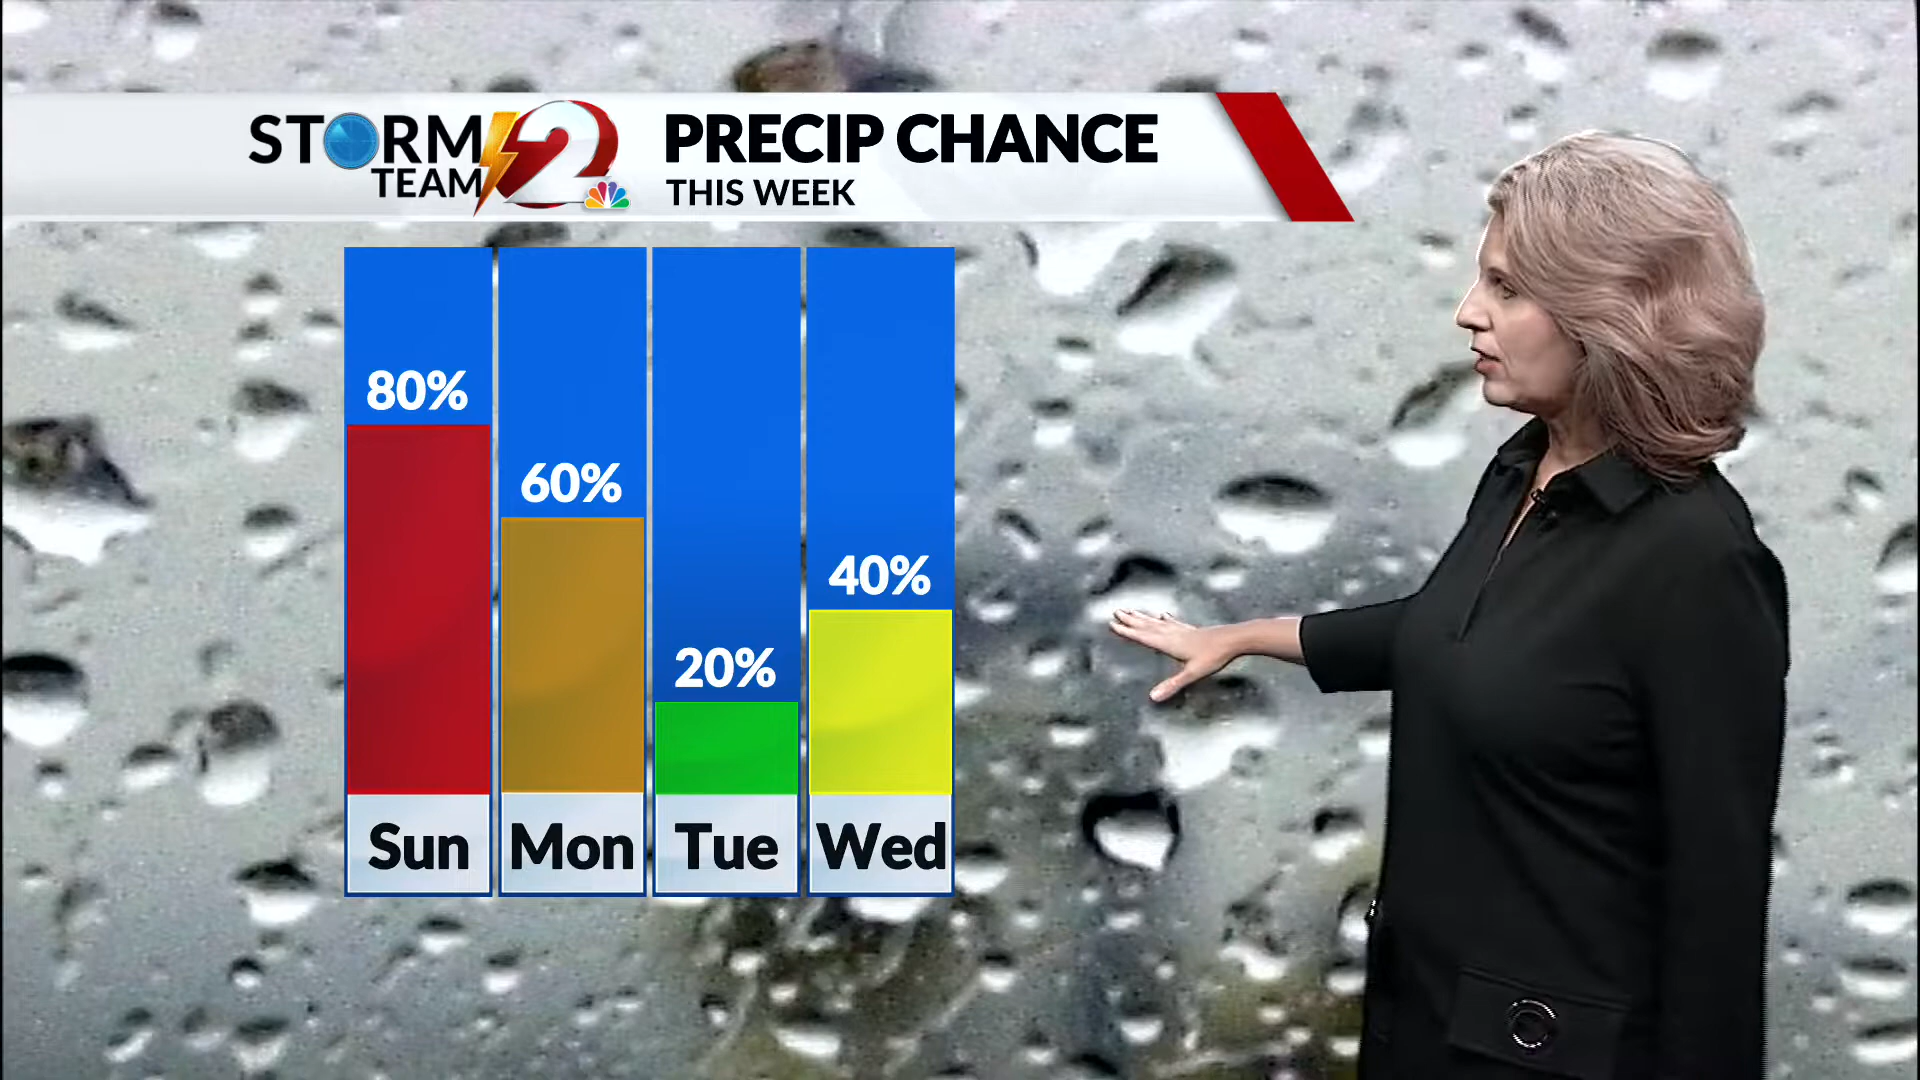 STORM
TEAM
2
PRECIP CHANCE
THIS WEEK
80%
60%
20%
40%
Sun
Mon
Tue
Wed